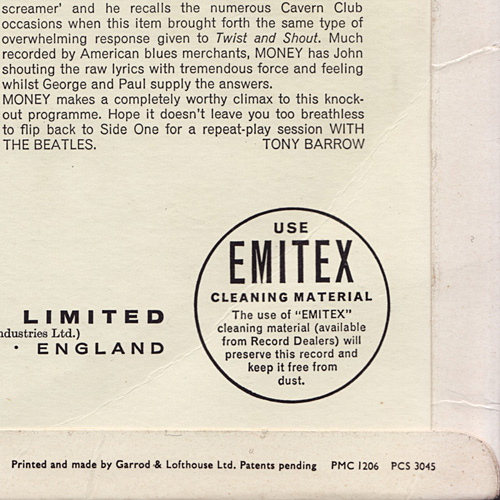 screamer' and he recalls the numerous Cavern Club
occasions when this item brought forth the same type of
overwhelming response given to Twist and Shout. Much
recorded by American blues merchants, MONEY has John
shouting the raw lyrics with tremendous force and feeling
whilst George and Paul supply the answers.
MONEY makes a completely worthy climax to this knock-
out programme. Hope it doesn't leave you too breathless
to flip back to Side One for a repeat-play session WITH
THE BEATLES. TONY BARROW
USE
EMITEX
CLEANING MATERIAL
The use of "EMITEX"
cleaning material (available
from Record Dealers) will
preserve this record and
keep it free from
dust.
LIMITED
ndustries Ltd.)
· ENGLAND
Printed and made by Garrod & Lofthouse Ltd. Patents pending PMC 1206 PCS 3045